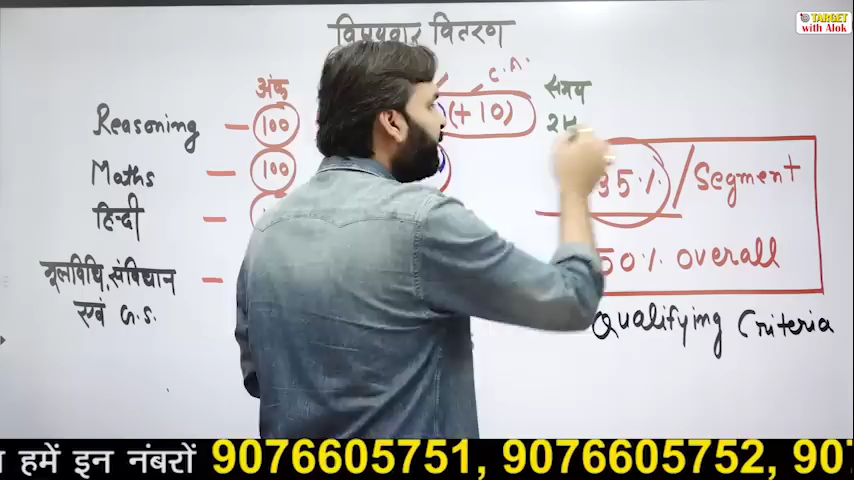 TARGET
with Alok
विषयवार वितरण
अंक
C.A.
समय
Reasoning — 100 (+10) 2H
Maths — 100
35% / Segment
हिन्दी —
50% overall
मूलविधि, संविधान —
एवं G.S.
Qualifying Criteria
हमें इन नंबरों 9076605751, 9076605752, 907